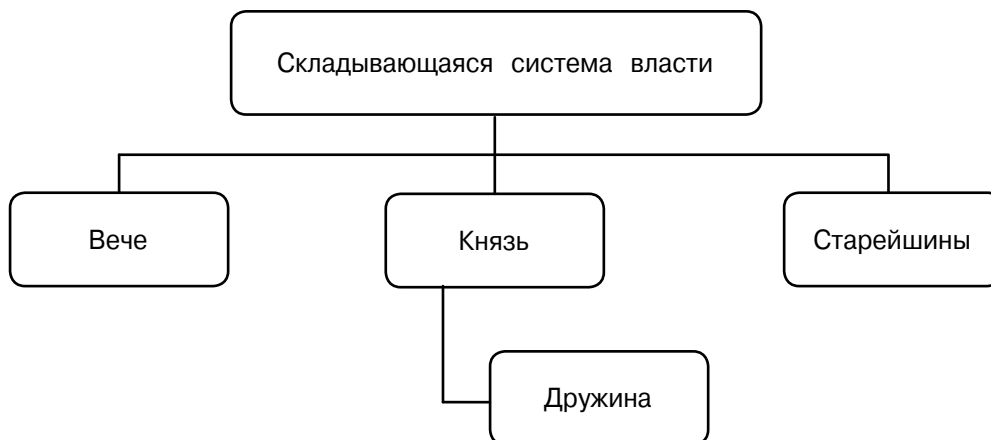 Складывающаяся система власти
Вече
Князь
Старейшины
Дружина